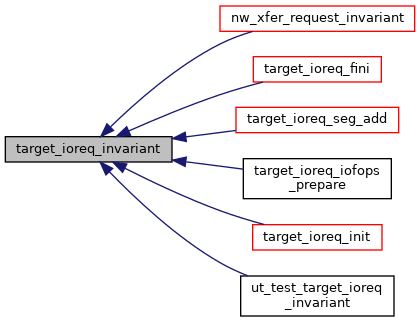 nw_xfer_request_invariant
target_ioreq_fini
target_ioreq_seg_add
target_ioreq_invariant
target_ioreq_iofops
_prepare
target_ioreq_init
ut_test_target_ioreq
_invariant